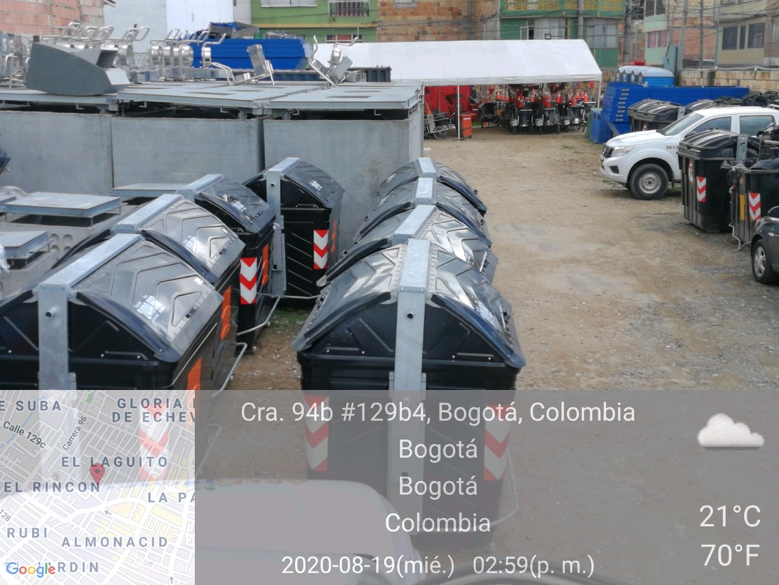 E SUBA
GLORIA
DE ECHEV
Calle 129c
Carrera 96
EL LAGUITO
EL RINCON
LA PA
128
RUBI
ALMONACID
Google
RDIN
Cra. 94b #129b4, Bogotá, Colombia
Bogotá
Bogotá
Colombia
2020-08-19(mié.) 02:59(p. m.)
21°C
70°F